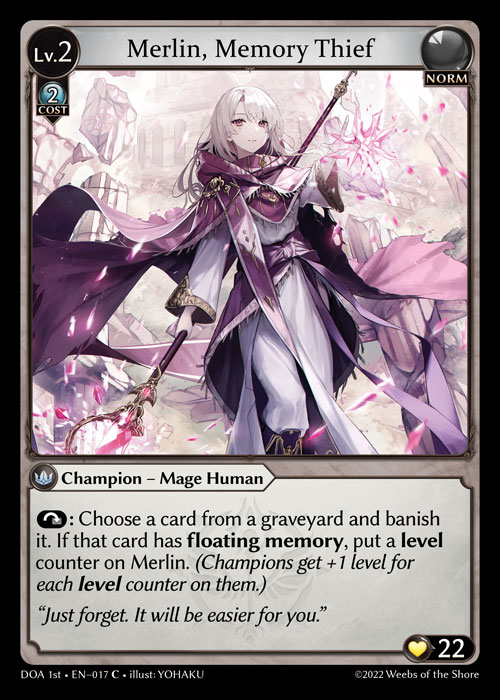 Lv.2
Merlin, Memory Thief
NORM
2
COST
Champion – Mage Human
: Choose a card from a graveyard and banish
it. If that card has floating memory, put a level
counter on Merlin. (Champions get +1 level for
each level counter on them.)
“Just forget. It will be easier for you.”
22
DOA 1st • EN–017 C • illust: YOHAKU
©2022 Weebs of the Shore